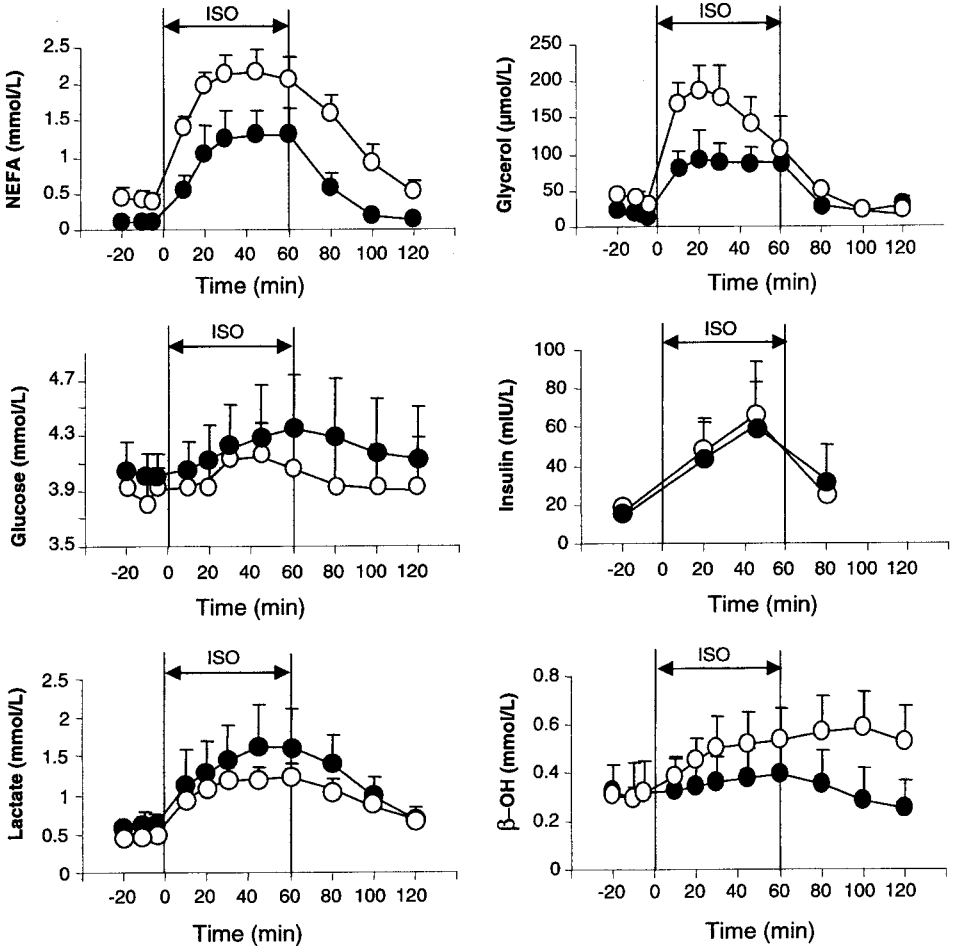 ISO
NEFA (mmol/L)
2.5
2
1.5
1
0.5
0
-20 0 20 40 60 80 100 120
Time (min)
ISO
Glycerol (μmol/L)
250
200
150
100
50
0
-20 0 20 40 60 80 100 120
Time (min)
ISO
Glucose (mmol/L)
4.7
4.3
3.9
3.5
-20 0 20 40 60 80 100 120
Time (min)
ISO
Insulin (mIU/L)
100
80
60
40
20
0
-20 0 20 40 60 80 100 120
Time (min)
ISO
Lactate (mmol/L)
2.5
2
1.5
1
0.5
0
-20 0 20 40 60 80 100 120
Time (min)
ISO
β–OH (mmol/L)
0.8
0.6
0.4
0.2
0
-20 0 20 40 60 80 100 120
Time (min)